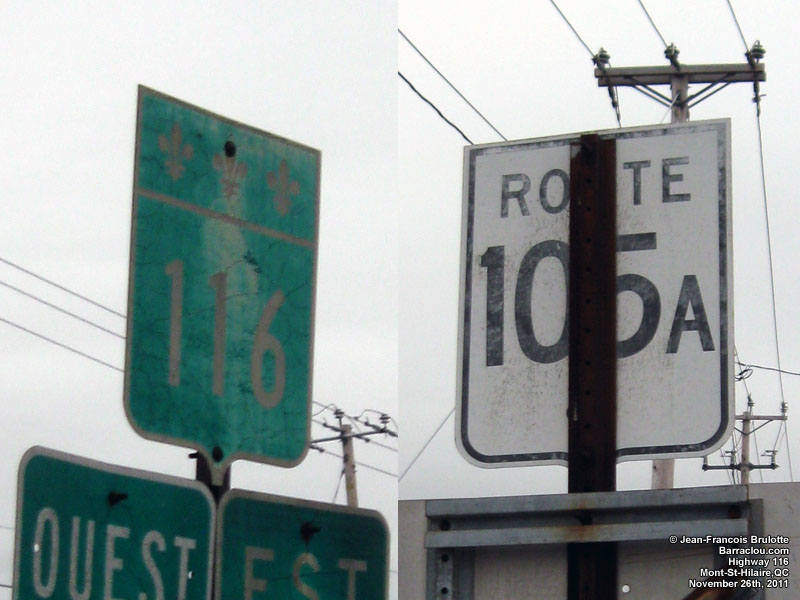 116
OUEST
EST
ROUTE
105A
© Jean-Francois Brulotte
Barraclou.com
Highway 116
Mont-St-Hilaire,QC
November 26th, 2011